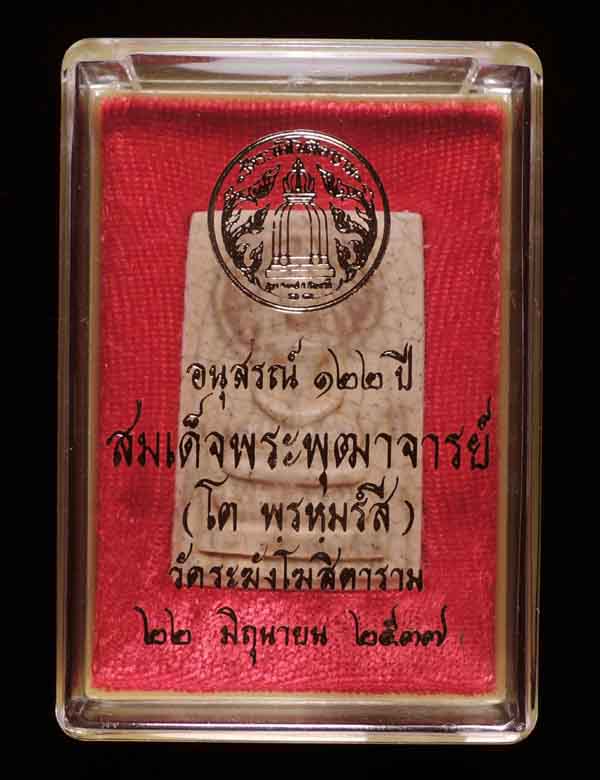 อนุสรณ์ ๑๒๒ ปี
สมเด็จพระพุฒาจารย์
(โต พฺรหฺมรํสี)
วัดระฆังโฆสิตาราม
๒๒ มิถุนายน ๒๕๓๗